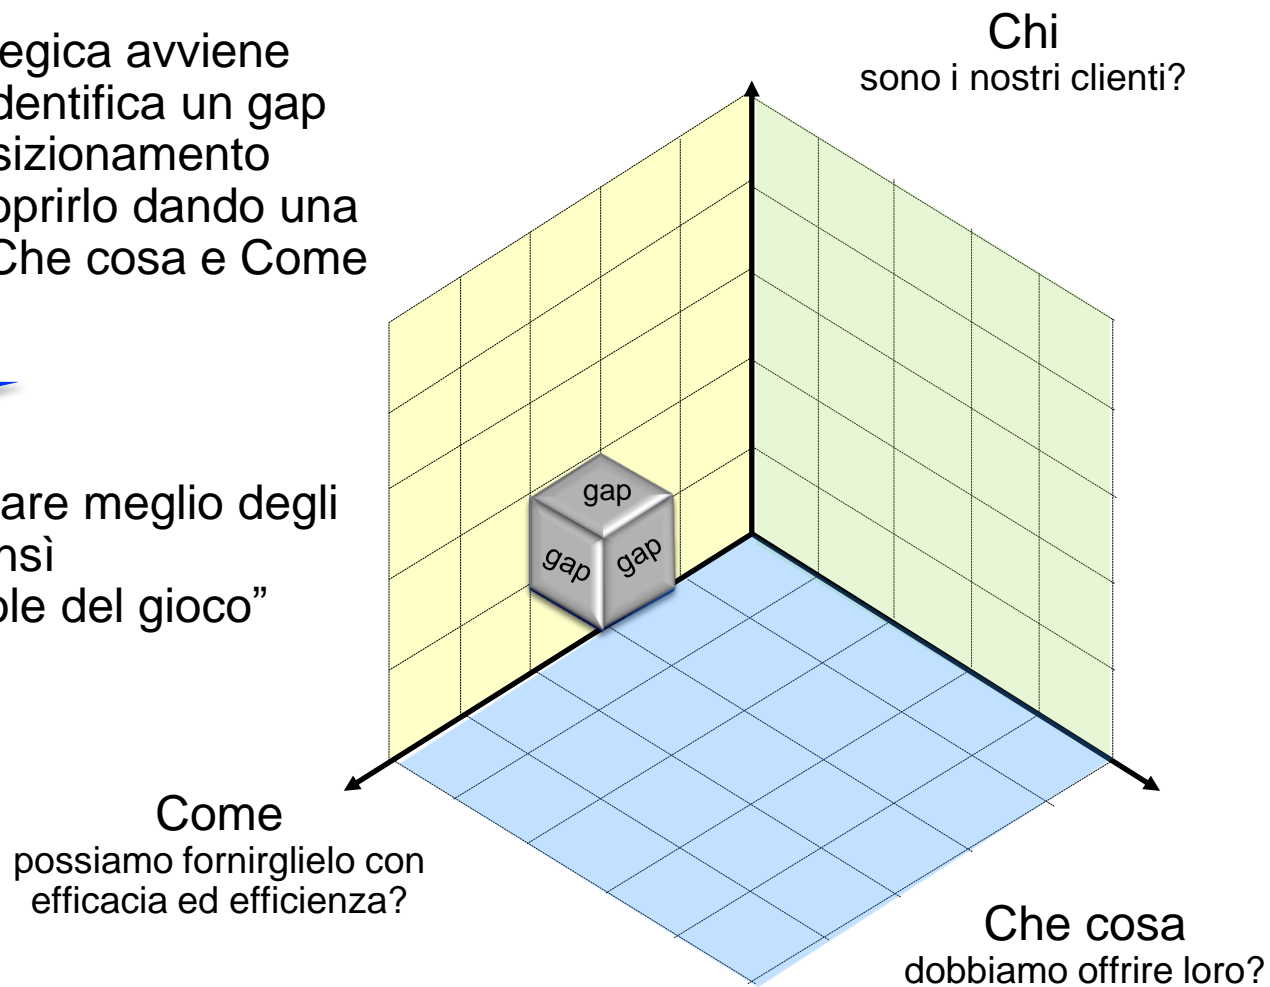 egica avviene
dentifica un gap
sizionamento
oprirlo dando una
Che cosa e Come
are meglio degli
nsì
ole del gioco”
Chi
sono i nostri clienti?
gap
gap
gap
Come
possiamo fornirglielo con
efficacia ed efficienza?
Che cosa
dobbiamo offrire loro?